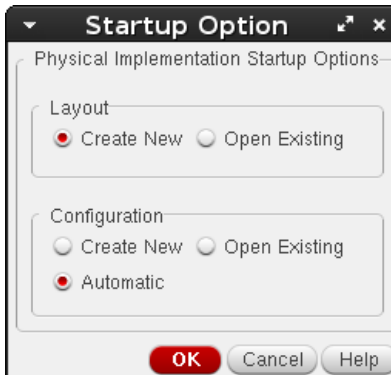 Startup Option
Physical Implementation Startup Options
Layout
Create New Open Existing
Configuration
Create New Open Existing
Automatic
OK Cancel Help